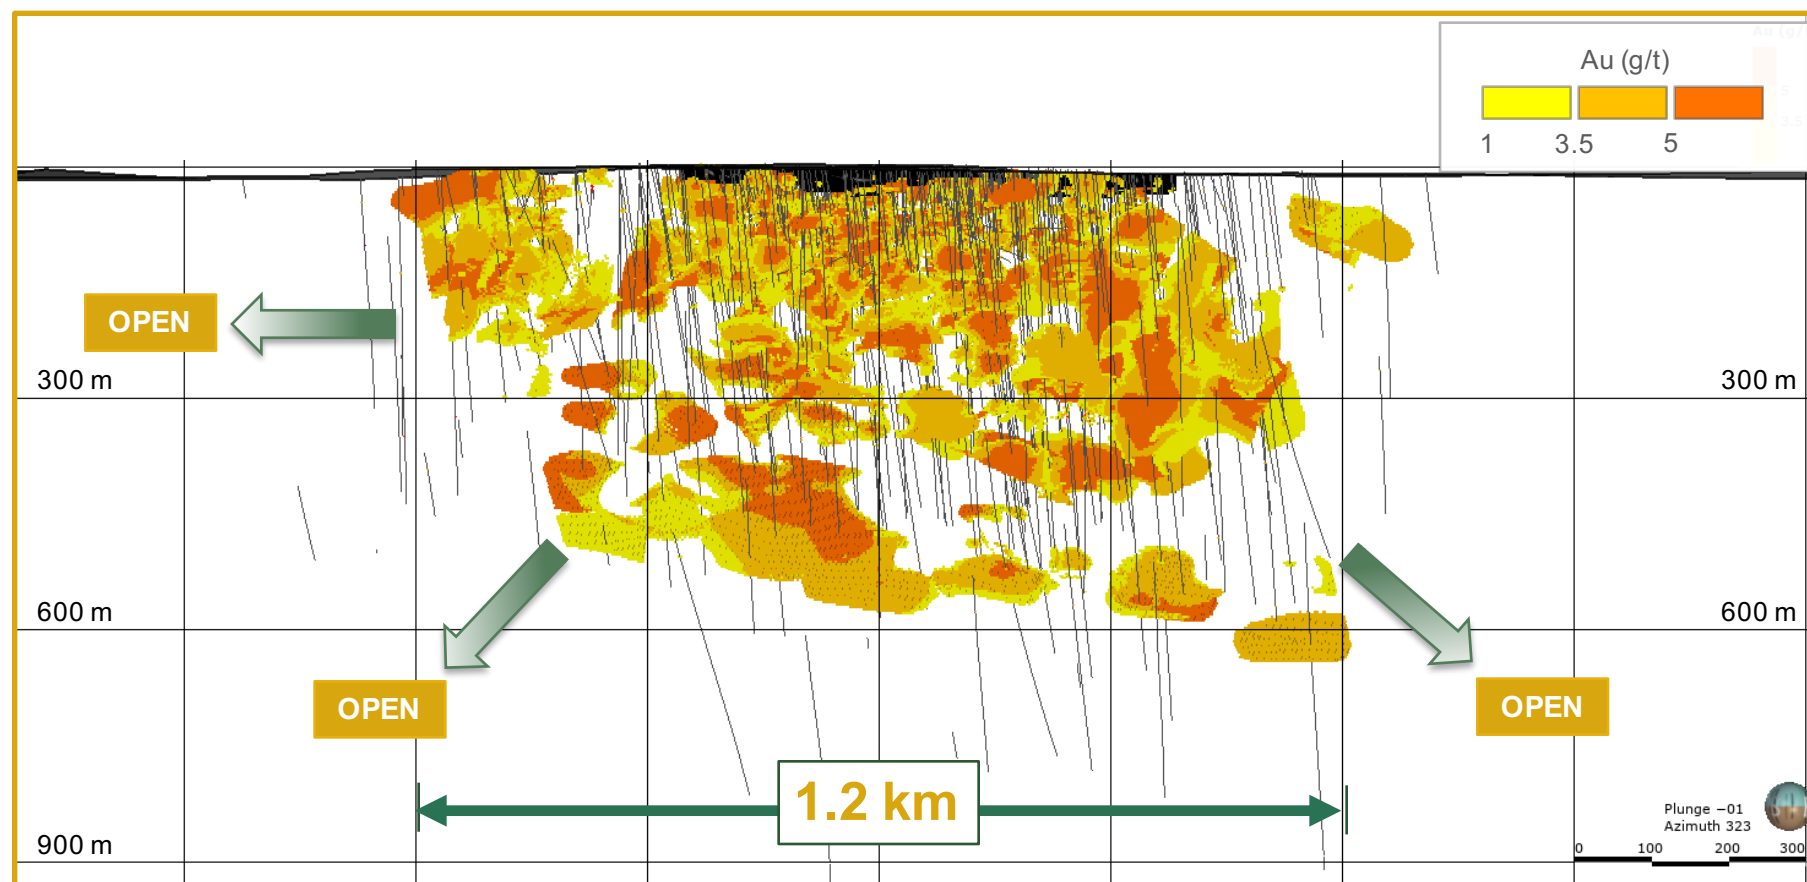 Au (g/t)
1 3.5 5
OPEN
300 m 300 m
600 m 600 m
OPEN OPEN
1.2 km
Plunge −01
Azimuth 323
900 m
0 100 200 300